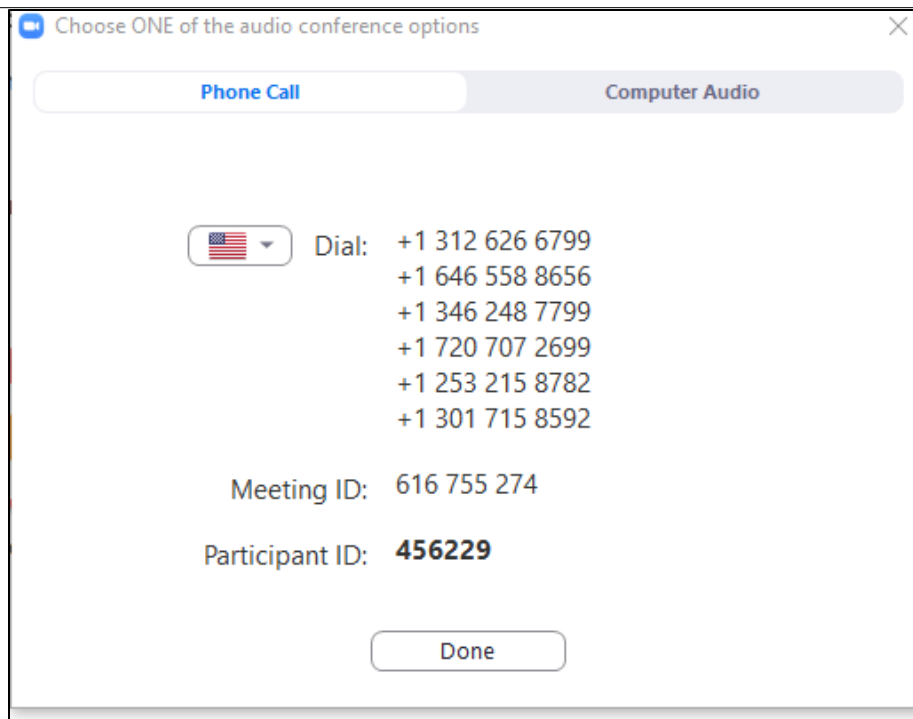 Choose ONE of the audio conference options
Phone Call Computer Audio
Dial: +1 312 626 6799
+1 646 558 8656
+1 346 248 7799
+1 720 707 2699
+1 253 215 8782
+1 301 715 8592
Meeting ID: 616 755 274
Participant ID: 456229
Done